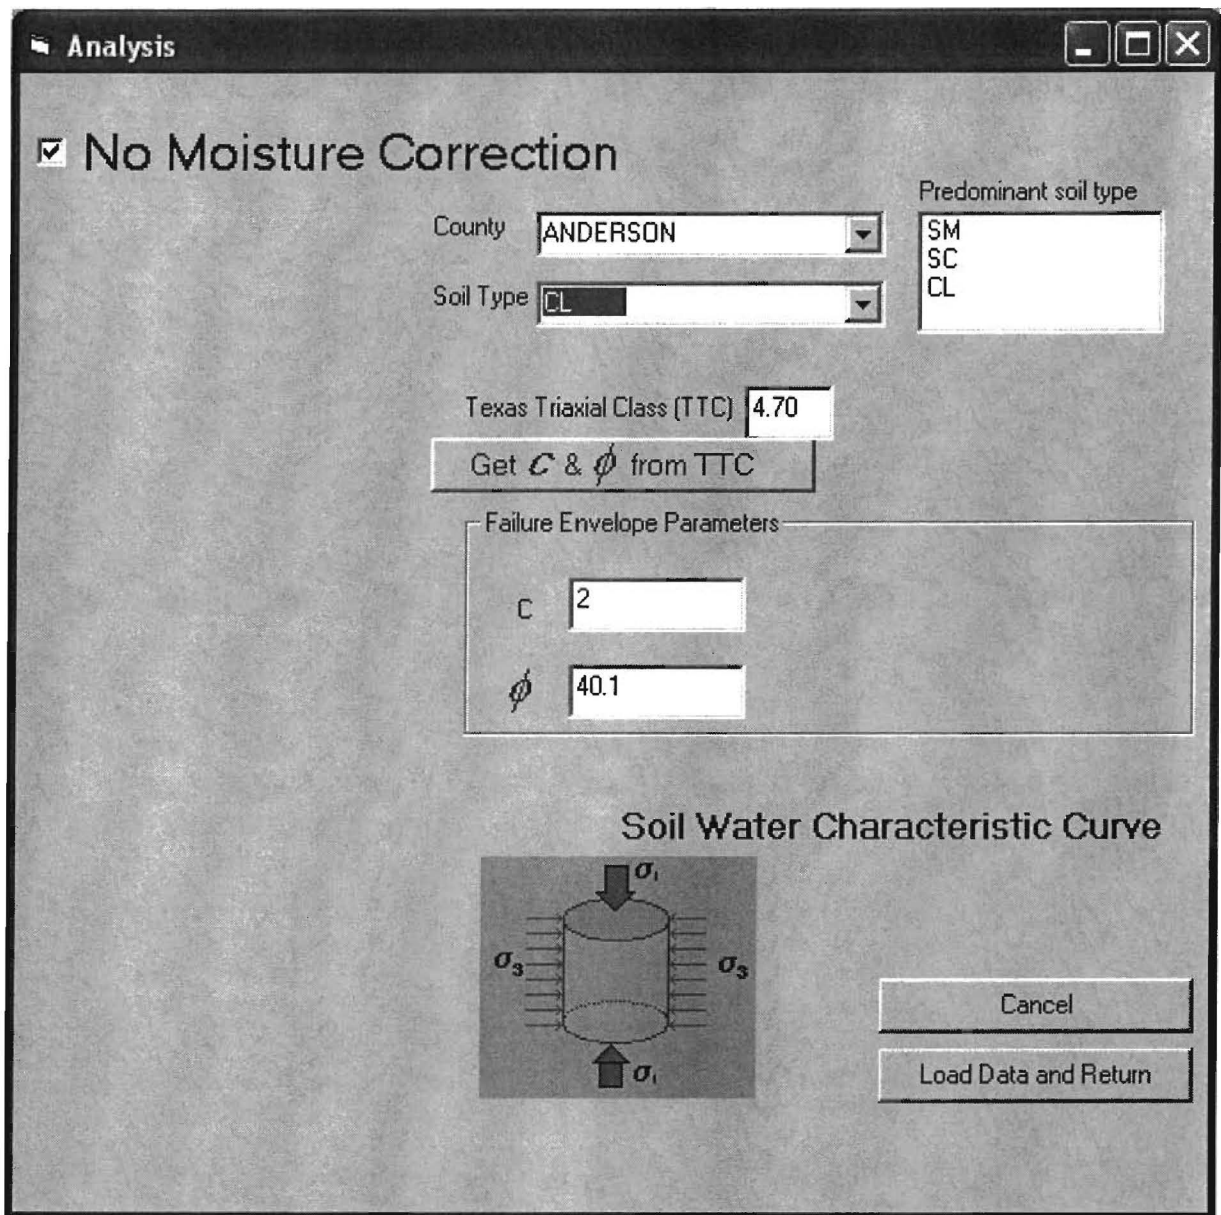 Analysis
No Moisture Correction
Predominant soil type
County ANDERSON
SM
SC
CL
Soil Type CL
Texas Triaxial Class (TTC) 4.70
Get C & ϕ from TTC
Failure Envelope Parameters
C 2
ϕ 40.1
Soil Water Characteristic Curve
σ₁
σ₃ σ₃
σ₁
Cancel
Load Data and Return